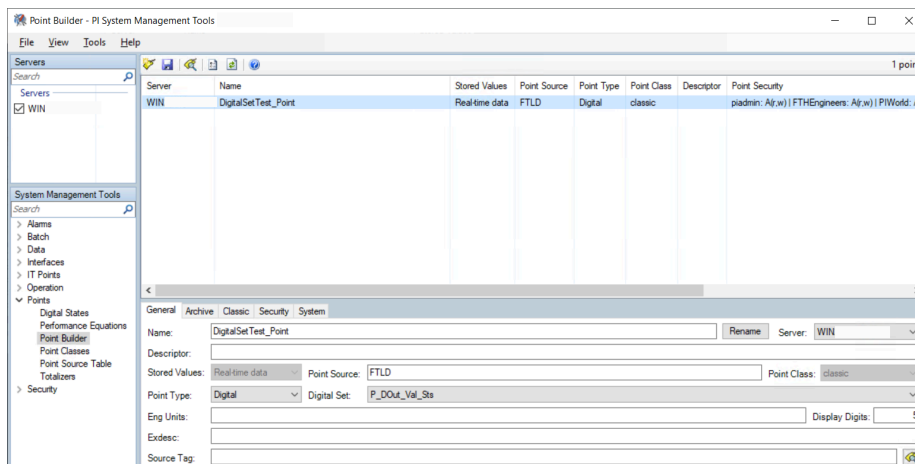 Point Builder - PI System Management Tools
File View Tools Help
Servers
Search
Servers
WIN
1 poin
Server Name Stored Values Point Source Point Type Point Class Descriptor Point Security
WIN DigitalSetTest_Point Real-time data FTLD Digital classic piadmin: A(r,w) | FTHEngineers: A(r,w) | PIWorld:
System Management Tools
Search
Alarms
Batch
Data
Interfaces
IT Points
Operation
Points
Digital States
Performance Equations
Point Builder
Point Classes
Point Source Table
Totalizers
Security
General Archive Classic Security System
Name: DigitalSetTest_Point Rename Server: WIN
Descriptor:
Stored Values: Real-time data Point Source: FTLD Point Class: classic
Point Type: Digital Digital Set: P_DOut_Val_Sts
Eng Units: Display Digits:
Exdesc:
Source Tag: